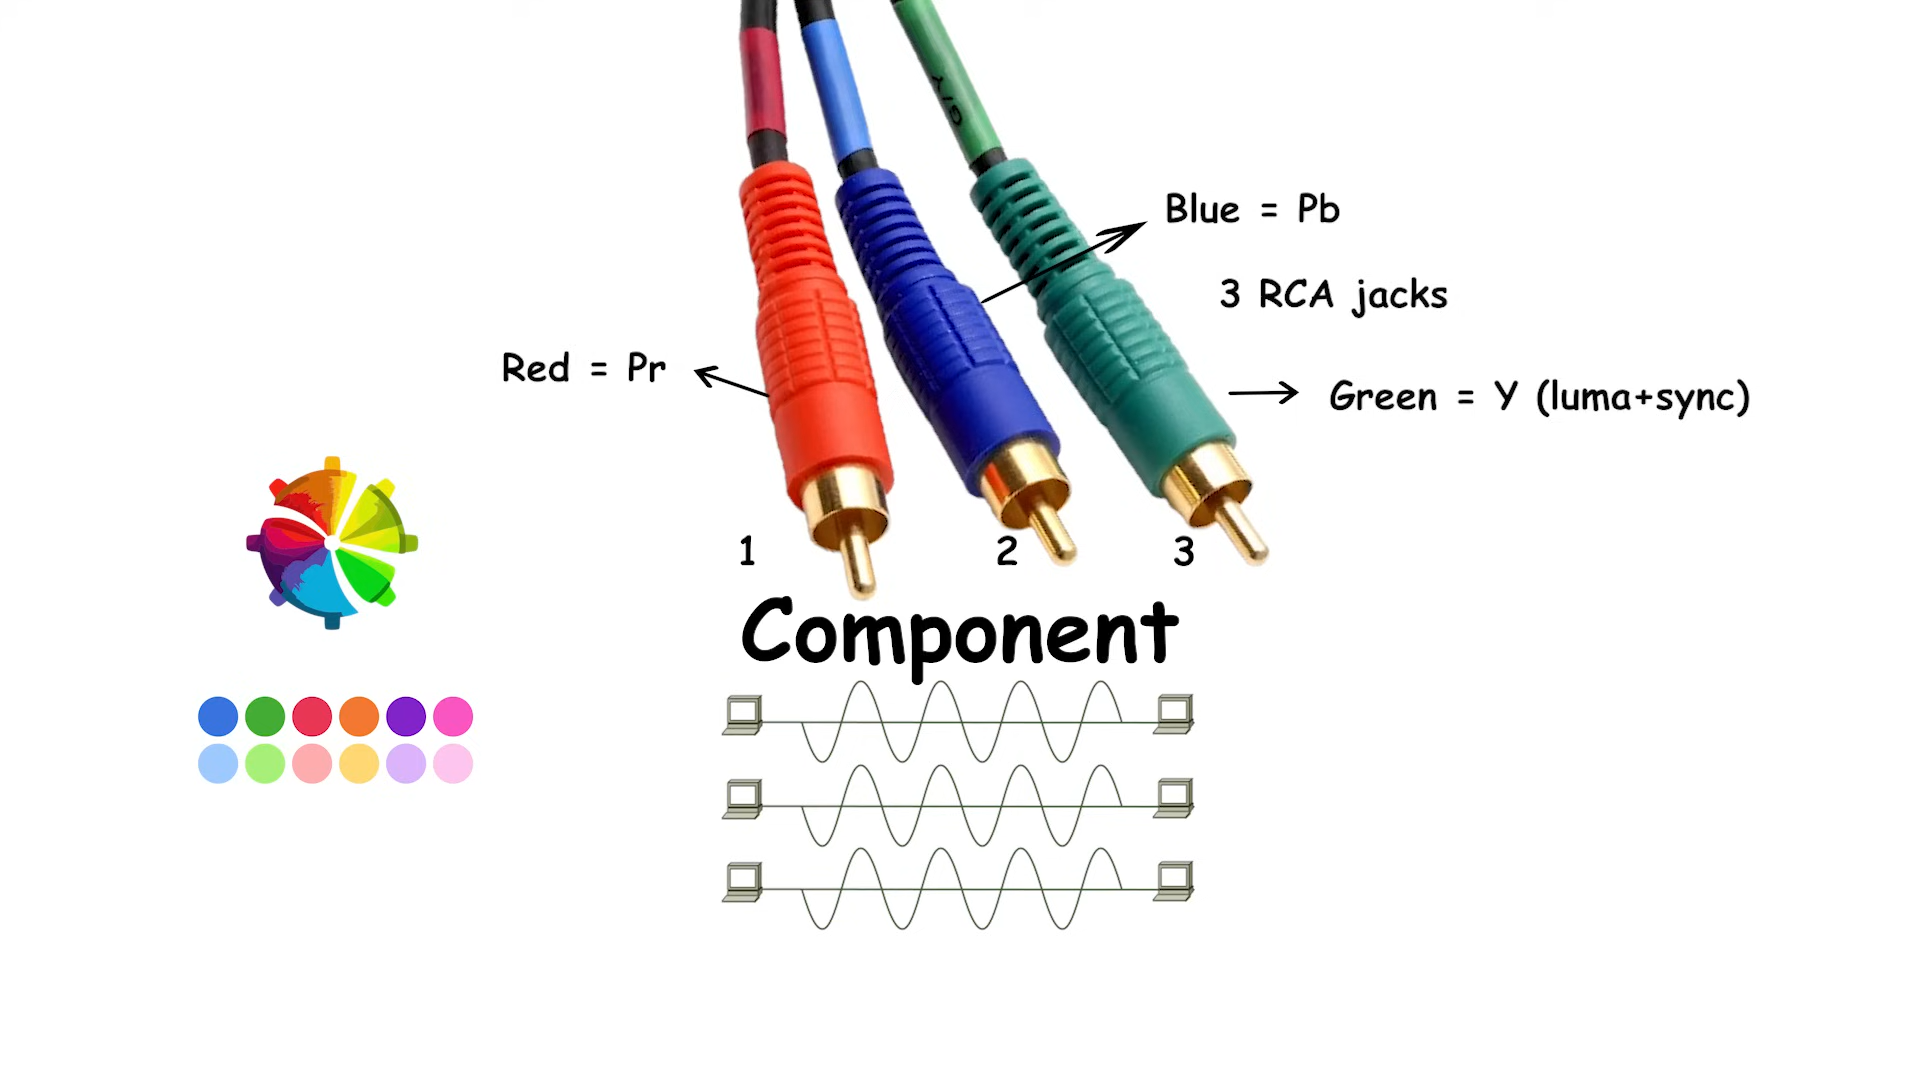 G/Y
Blue = Pb
3 RCA jacks
Red = Pr
Green = Y (luma+sync)
1
2
3
Component